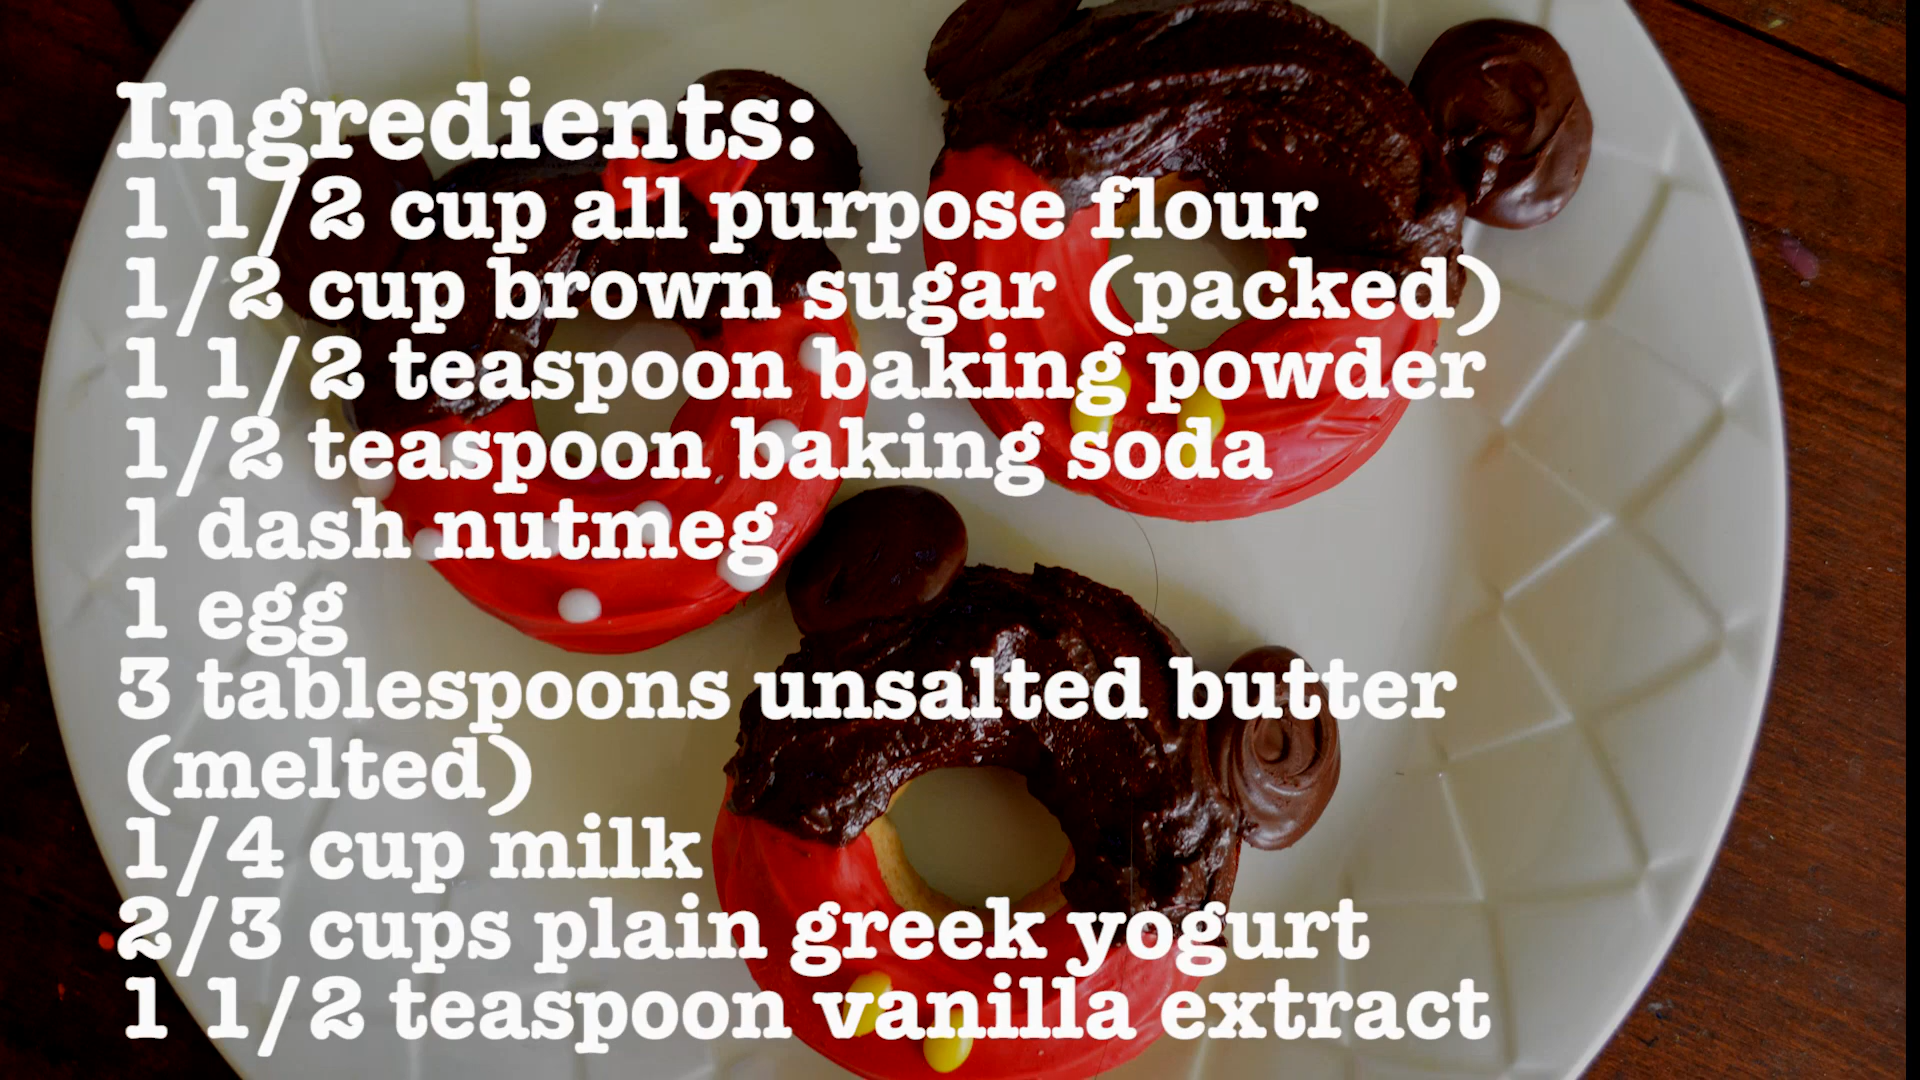 Ingredients:
1 1/2 cup all purpose flour
1/2 cup brown sugar (packed)
1 1/2 teaspoon baking powder
1/2 teaspoon baking soda
1 dash nutmeg
1 egg
3 tablespoons unsalted butter
(melted)
1/4 cup milk
2/3 cups plain greek yogurt
1 1/2 teaspoon vanilla extract